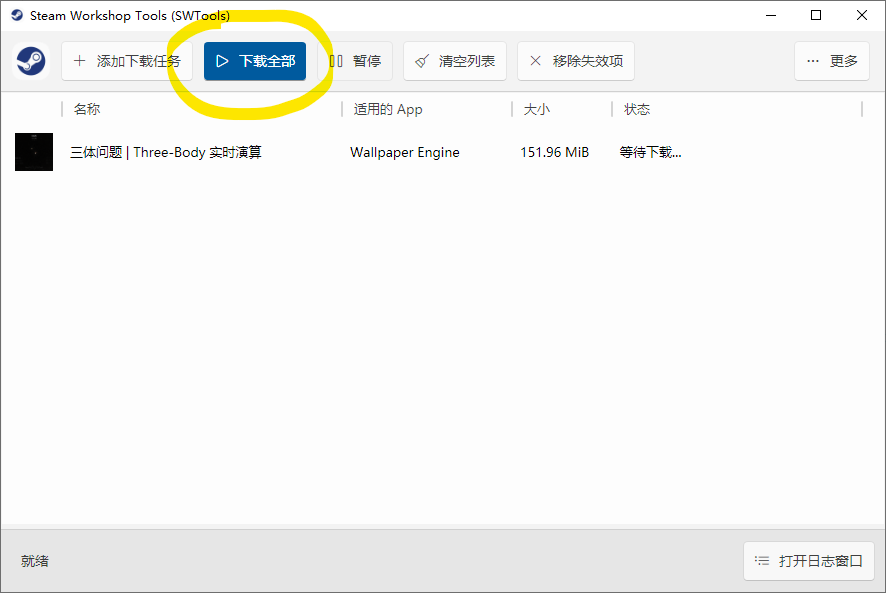 Steam Workshop Tools (SWTools)
添加下载任务 下载全部 暂停 清空列表 移除失效项 更多
名称 适用的 App 大小 状态
三体问题 | Three-Body 实时演算 Wallpaper Engine 151.96 MiB 等待下载...
就绪 打开日志窗口